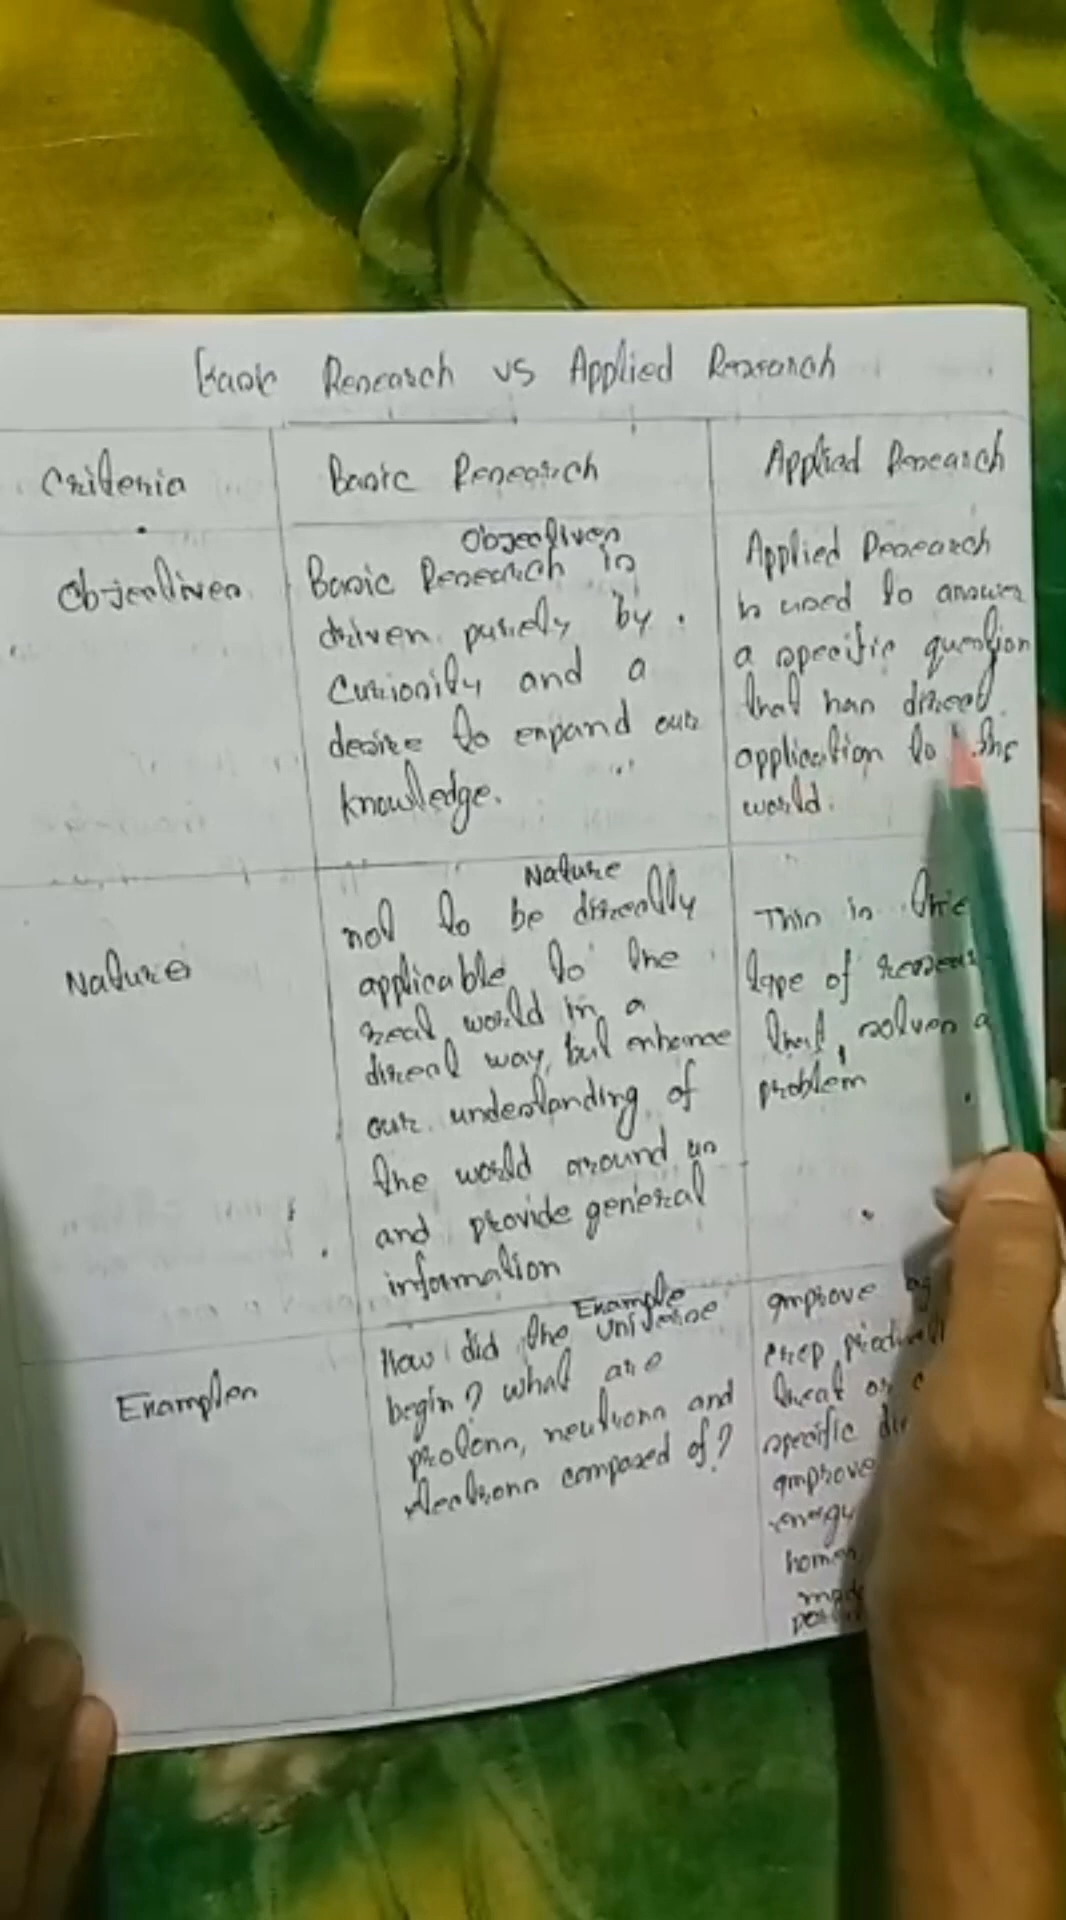 Basic Research vs Applied Research
Criteria
Basic Research
Applied Research
Objectives
Objectives
Basic Research is
driven purely by
curiosity and a
desire to expand our
knowledge.
Applied Research
is used to answer
a specific question
that has direct
application to the
world.
Nature
Nature
not to be directly
applicable to the
real world in a
direct way, but enhance
our understanding of
the world around us
and provide general
information
This is the
type of
that solves a
problem
Examples
Example
How did the universe
begin? what are
protons, neutrons and
electrons composed of?
improve
crop
treat or
specific
improve
energy